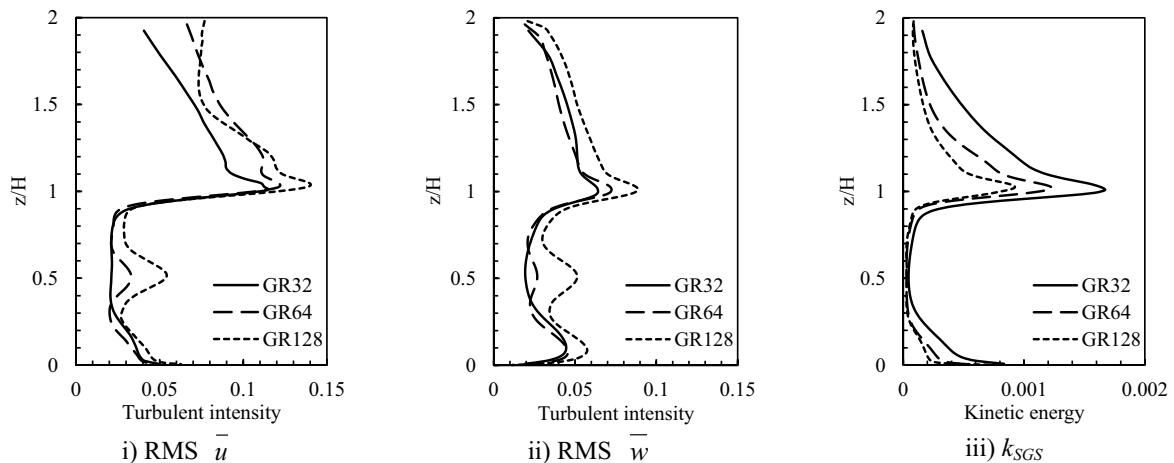 2
1.5
z/H
1
0.5
0
GR32
GR64
GR128
0 0.05 0.1 0.15
Turbulent intensity
i) RMS u̅
2
1.5
z/H
1
0.5
0
GR32
GR64
GR128
0 0.05 0.1 0.15
Turbulent intensity
ii) RMS w̅
2
1.5
z/H
1
0.5
0
GR32
GR64
GR128
0 0.001 0.002
Kinetic energy
iii) k_SGS